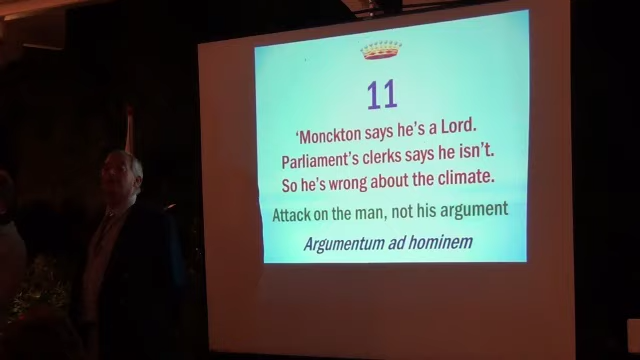 11
‘Monckton says he's a Lord.
Parliament's clerks says he isn't.
So he's wrong about the climate.
Attack on the man, not his argument
Argumentum ad hominem